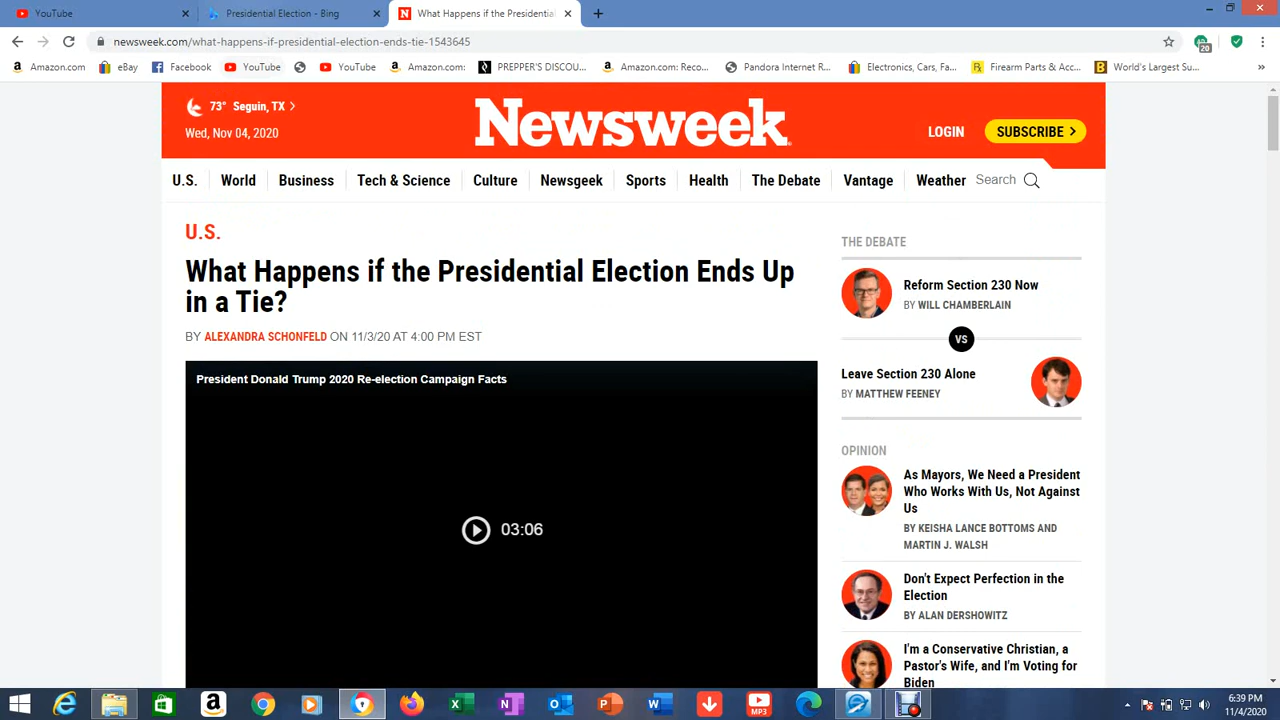 YouTube
Presidential Election - Bing
What Happens if the Presidential
newsweek.com/what-happens-if-presidential-election-ends-tie-1543645
20
Amazon.com
eBay
Facebook
YouTube
YouTube
Amazon.com:
PREPPER'S DISCOU...
Amazon.com: Reco...
Pandora Internet R...
Electronics, Cars, Fa...
Firearm Parts & Acc...
World's Largest Su...
»
73° Seguin, TX
Wed, Nov 04, 2020
Newsweek
LOGIN
SUBSCRIBE
U.S.
World
Business
Tech & Science
Culture
Newsgeek
Sports
Health
The Debate
Vantage
Weather
Search
U.S.
What Happens if the Presidential Election Ends Up
in a Tie?
BY ALEXANDRA SCHONFELD ON 11/3/20 AT 4:00 PM EST
President Donald Trump 2020 Re-election Campaign Facts
03:06
THE DEBATE
Reform Section 230 Now
BY WILL CHAMBERLAIN
VS
Leave Section 230 Alone
BY MATTHEW FEENEY
OPINION
As Mayors, We Need a President
Who Works With Us, Not Against
Us
BY KEISHA LANCE BOTTOMS AND
MARTIN J. WALSH
Don't Expect Perfection in the
Election
BY ALAN DERSHOWITZ
I'm a Conservative Christian, a
Pastor's Wife, and I'm Voting for
Biden
MP3
6:39 PM
11/4/2020